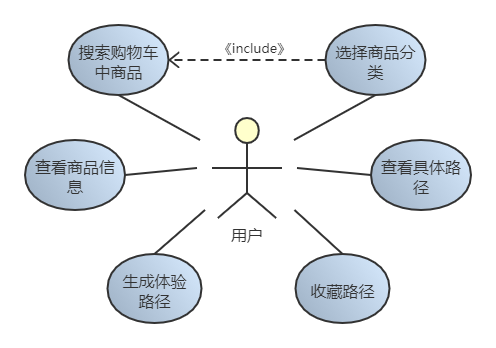 搜索购物车
中商品
《include》
选择商品分
类
查看商品信
息
查看具体路
径
用户
生成体验
路径
收藏路径